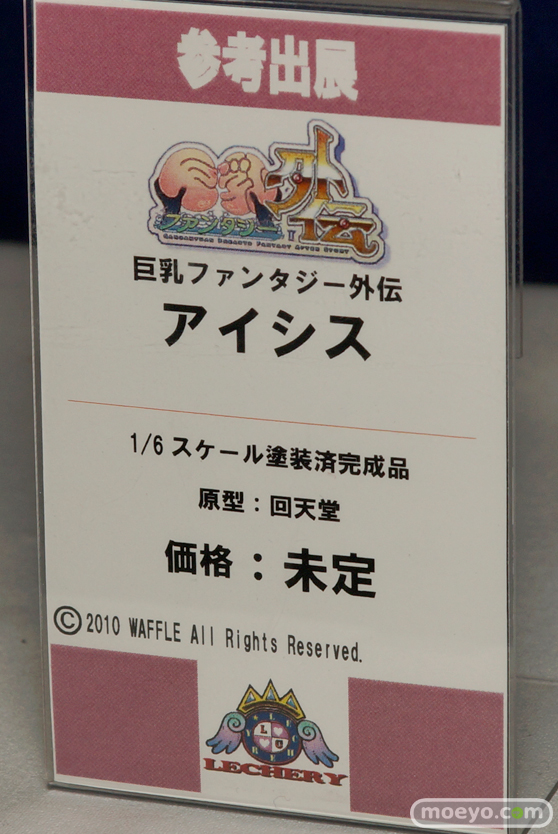 参考出展
巨乳
外伝
ファンタジー
巨乳ファンタジー外伝
アイシス
1/6 スケール塗装済完成品
原型：回天堂
価格：未定
©2010 WAFFLE All Rights Reserved.
LECHERY
moeyo.com